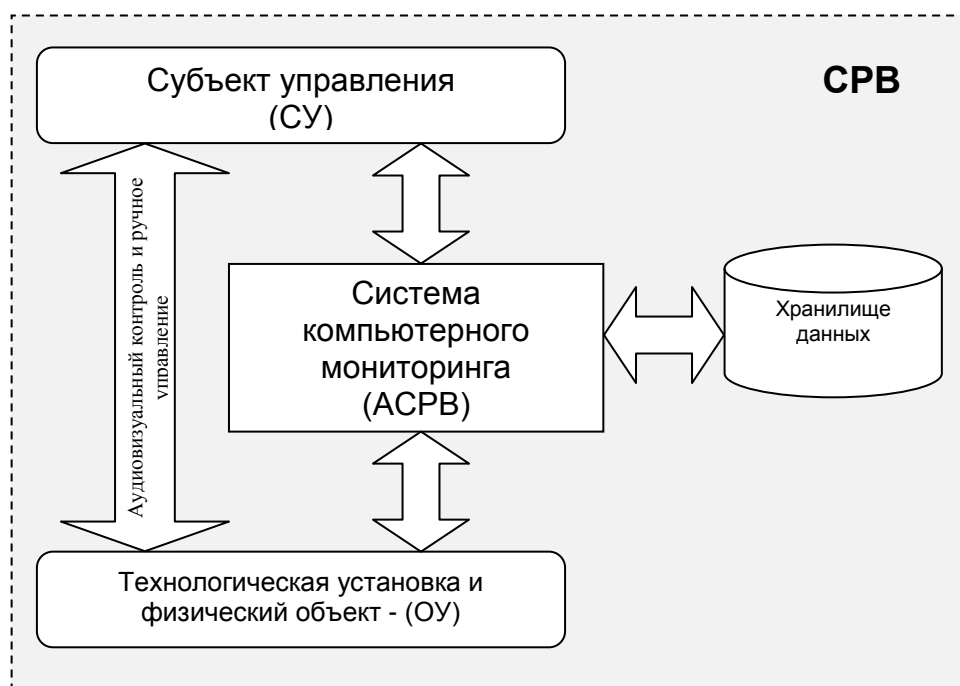 Субъект управления
(СУ)
СРВ
Аудиовизуальный контроль и ручное
управление
Система
компьютерного
мониторинга
(АСРВ)
Хранилище
данных
Технологическая установка и
физический объект - (ОУ)